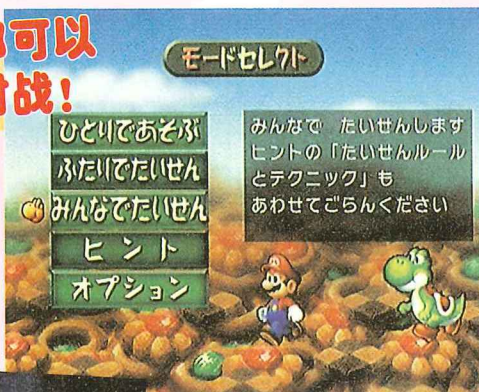 可以
战!
モードセレクト
ひとりであそぶ
ふたりでたいせん
みんなでたいせん
ヒント
オプション
みんなで たいせんします
ヒントの「たいせんルール
とテクニック」も
あわせてごらんください